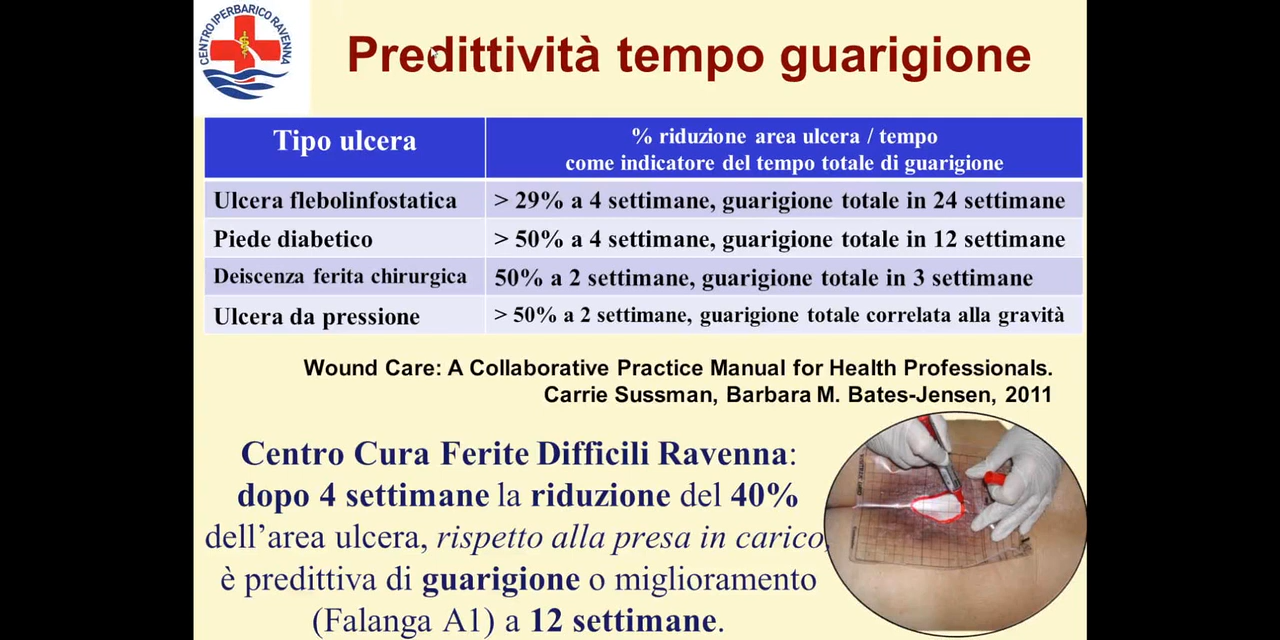 CENTRO IPERBARICO RAVENNA
Predittività tempo guarigione
Tipo ulcera
% riduzione area ulcera / tempo
come indicatore del tempo totale di guarigione
Ulcera flebolinfostatica
> 29% a 4 settimane, guarigione totale in 24 settimane
Piede diabetico
> 50% a 4 settimane, guarigione totale in 12 settimane
Deiscenza ferita chirurgica
50% a 2 settimane, guarigione totale in 3 settimane
Ulcera da pressione
> 50% a 2 settimane, guarigione totale correlata alla gravità
Wound Care: A Collaborative Practice Manual for Health Professionals.
Carrie Sussman, Barbara M. Bates-Jensen, 2011
Centro Cura Ferite Difficili Ravenna:
dopo 4 settimane la riduzione del 40%
dell’area ulcera, rispetto alla presa in carico,
è predittiva di guarigione o miglioramento
(Falanga A1) a 12 settimane.